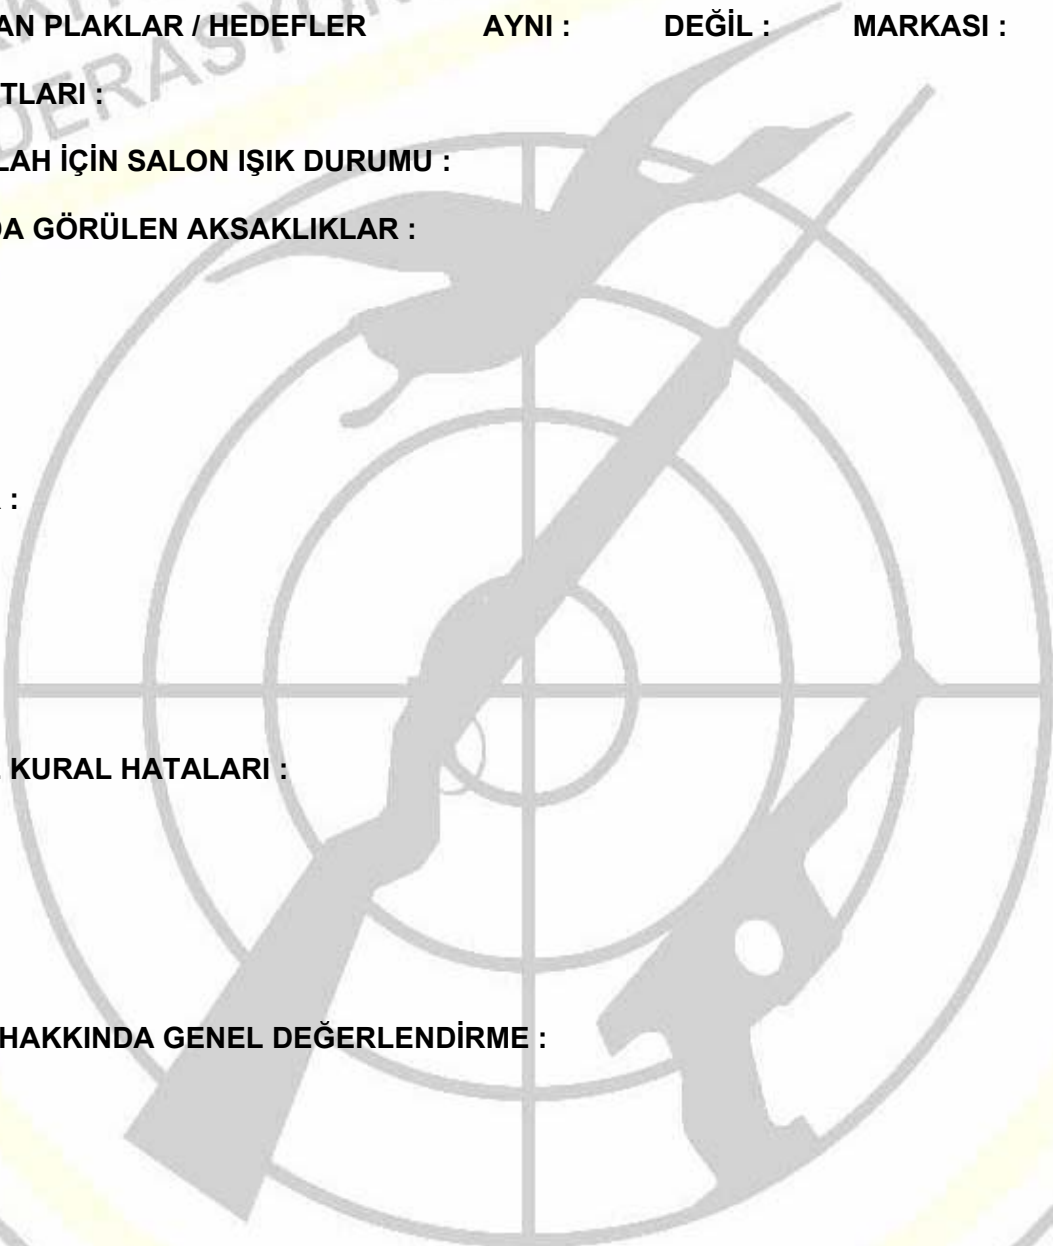 AN PLAKLAR / HEDEFLER AYNI : DEĞİL : MARKASI :
DERASYON
TLARI :
LAH İÇİN SALON IŞIK DURUMU :
DA GÖRÜLEN AKSAKLIKLAR :
:
KURAL HATALARI :
HAKKINDA GENEL DEĞERLENDİRME :